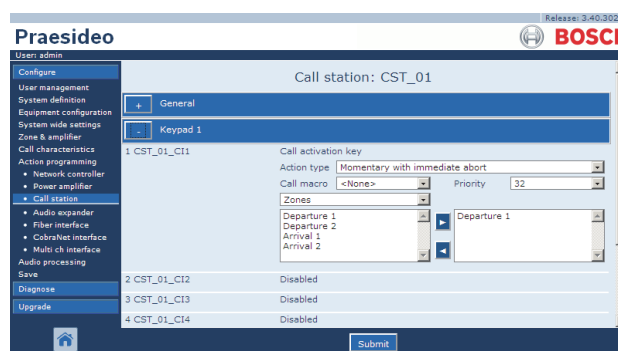 Release: 3.40.302
Praesideo
BOSCH
User: admin
Configure
User management
System definition
Equipment configuration
System wide settings
Zone & amplifier
Call characteristics
Action programming
• Network controller
• Power amplifier
• Call station
• Audio expander
• Fiber interface
• CobraNet interface
• Multi ch interface
Audio processing
Save
Diagnose
Upgrade
Call station: CST_01
+ General
- Keypad 1
1 CST_01_CI1 Call activation key
Action type Momentary with immediate abort
Call macro <None> Priority 32
Zones
Departure 1 Departure 1
Departure 2
Arrival 1
Arrival 2
2 CST_01_CI2 Disabled
3 CST_01_CI3 Disabled
4 CST_01_CI4 Disabled
Submit